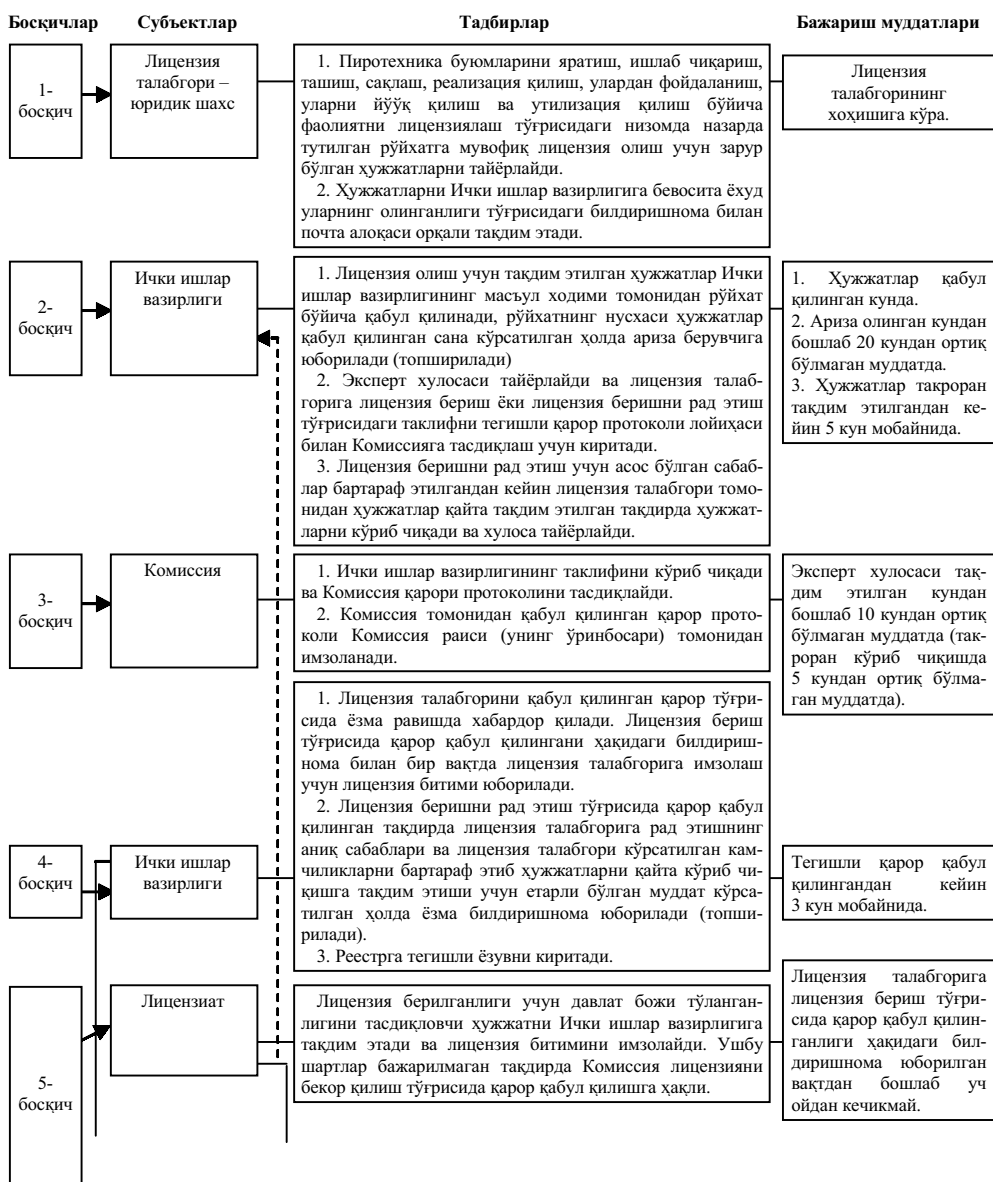 Босқичлар Субъектлар Тадбирлар Бажариш муддатлари
1-
босқич
Лицензия
талабгори –
юридик шахс
1. Пиротехника буюмларини яратиш, ишлаб чиқариш,
ташиш, сақлаш, реализация қилиш, улардан фойдаланиш,
уларни йўўқ қилиш ва утилизация қилиш бўйича
фаолиятни лицензиялаш тўғрисидаги низомда назарда
тутилган рўйхатга мувофиқ лицензия олиш учун зарур
бўлган ҳужжатларни тайёрлайди.
2. Ҳужжатларни Ички ишлар вазирлигига бевосита ёхуд
уларнинг олинганлиги тўғрисидаги билдиришнома билан
почта алоқаси орқали тақдим этади.
Лицензия
талабгорининг
хоҳишига кўра.
2-
босқич
Ички ишлар
вазирлиги
1. Лицензия олиш учун тақдим этилган ҳужжатлар Ички
ишлар вазирлигининг масъул ходими томонидан рўйхат
бўйича қабул қилинади, рўйхатнинг нусхаси ҳужжатлар
қабул қилинган сана кўрсатилган ҳолда ариза берувчига
юборилади (топширилади)
2. Эксперт хулосаси тайёрлайди ва лицензия талаб-
горига лицензия бериш ёки лицензия беришни рад этиш
тўғрисидаги таклифни тегишли қарор протоколи лойиҳаси
билан Комиссияга тасдиқлаш учун киритади.
3. Лицензия беришни рад этиш учун асос бўлган сабаб-
лар бартараф этилгандан кейин лицензия талабгори томо-
нидан ҳужжатлар қайта тақдим этилган тақдирда ҳужжат-
ларни кўриб чиқади ва хулоса тайёрлайди.
1. Ҳужжатлар қабул
қилинган кунда.
2. Ариза олинган кундан
бошлаб 20 кундан ортиқ
бўлмаган муддатда.
3. Ҳужжатлар такроран
тақдим этилгандан ке-
йин 5 кун мобайнида.
3-
босқич
Комиссия
1. Ички ишлар вазирлигининг таклифини кўриб чиқади
ва Комиссия қарори протоколини тасдиқлайди.
2. Комиссия томонидан қабул қилинган қарор прото-
коли Комиссия раиси (унинг ўринбосари) томонидан
имзоланади.
Эксперт хулосаси тақ-
дим этилган кундан
бошлаб 10 кундан ортиқ
бўлмаган муддатда (так-
роран кўриб чиқишда
5 кундан ортиқ бўлма-
ган муддатда).
4-
босқич
Ички ишлар
вазирлиги
1. Лицензия талабгорини қабул қилинган қарор тўғри-
сида ёзма равишда хабардор қилади. Лицензия бериш
тўғрисида қарор қабул қилингани ҳақидаги билдириш-
нома билан бир вақтда лицензия талабгорига имзолаш
учун лицензия битими юборилади.
2. Лицензия беришни рад этиш тўғрисида қарор қабул
қилинган тақдирда лицензия талабгорига рад этишнинг
аниқ сабаблари ва лицензия талабгори кўрсатилган кам-
чиликларни бартараф этиб ҳужжатларни қайта кўриб чи-
қишга тақдим этиши учун етарли бўлган муддат кўрса-
тилган ҳолда ёзма билдиришнома юборилади (топши-
рилади).
3. Реестрга тегишли ёзувни киритади.
Тегишли қарор қабул
қилингандан кейин
3 кун мобайнида.
5-
босқич
Лицензиат
Лицензия берилганлиги учун давлат божи тўланган-
лигини тасдиқловчи ҳужжатни Ички ишлар вазирлигига
тақдим этади ва лицензия битимини имзолайди. Ушбу
шартлар бажарилмаган тақдирда Комиссия лицензияни
бекор қилиш тўғрисида қарор қабул қилишга ҳақли.
Лицензия талабгорига
лицензия бериш тўғри-
сида қарор қабул қилин-
ганлиги ҳақидаги бил-
диришнома юборилган
вақтдан бошлаб уч
ойдан кечикмай.